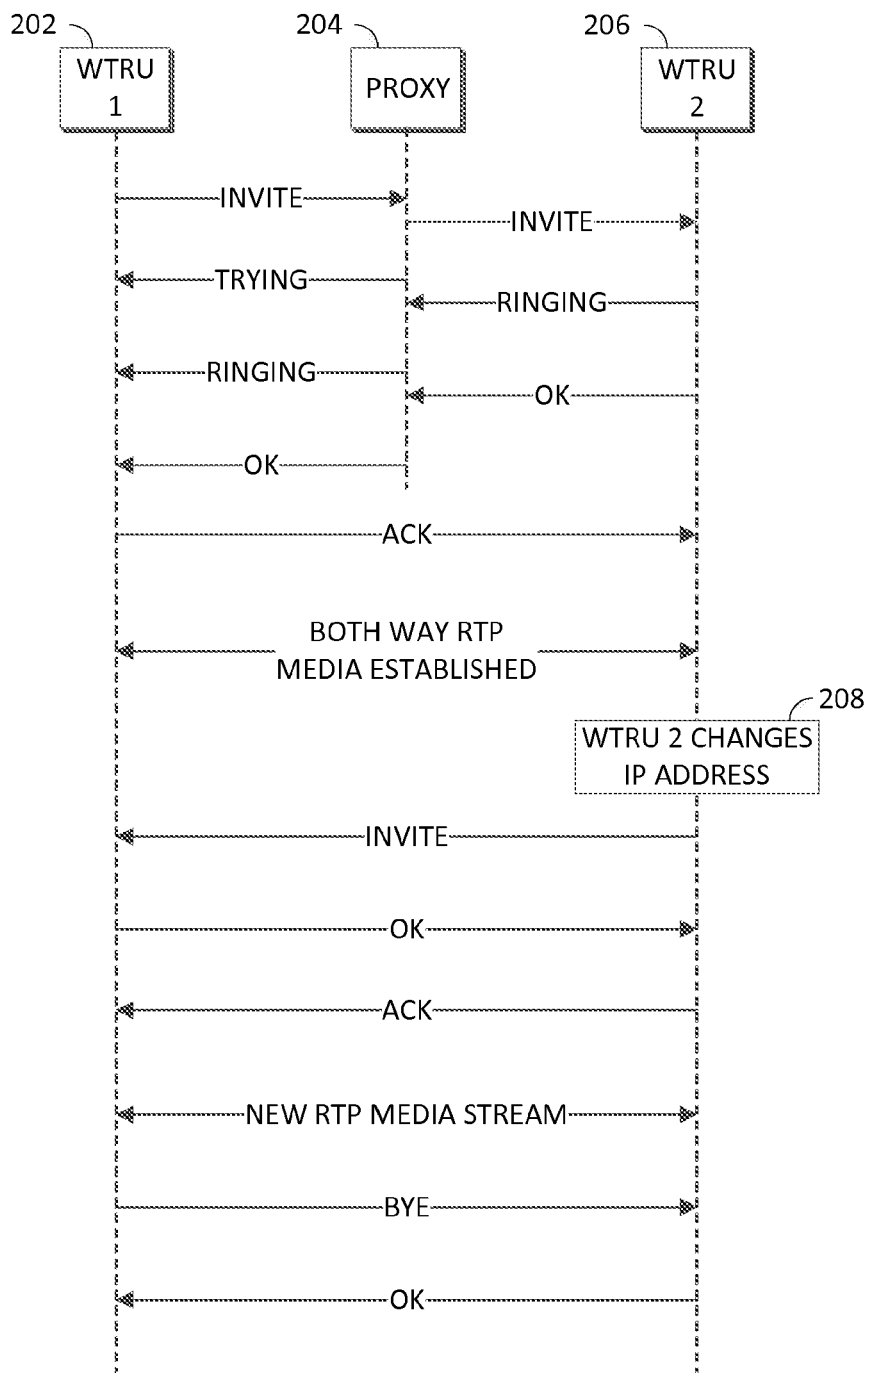 202
204
206
WTRU
1
PROXY
WTRU
2
INVITE
INVITE
TRYING
RINGING
RINGING
OK
OK
ACK
BOTH WAY RTP
MEDIA ESTABLISHED
208
WTRU 2 CHANGES
IP ADDRESS
INVITE
OK
ACK
NEW RTP MEDIA STREAM
BYE
OK